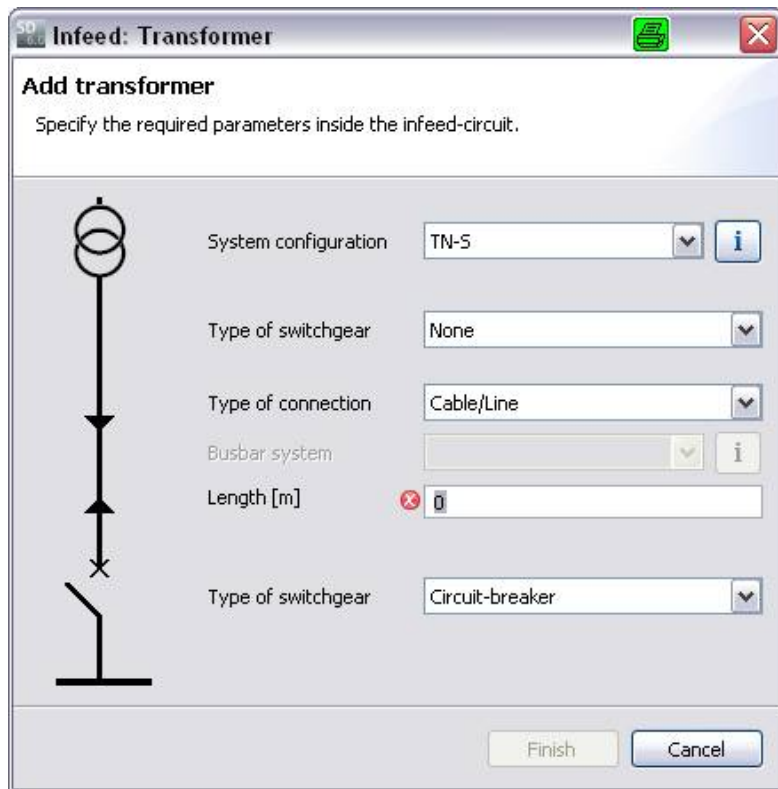 Infeed: Transformer
Add transformer
Specify the required parameters inside the infeed-circuit.
System configuration TN-S i
Type of switchgear None
Type of connection Cable/Line
Busbar system i
Length [m] 0
Type of switchgear Circuit-breaker
Finish Cancel